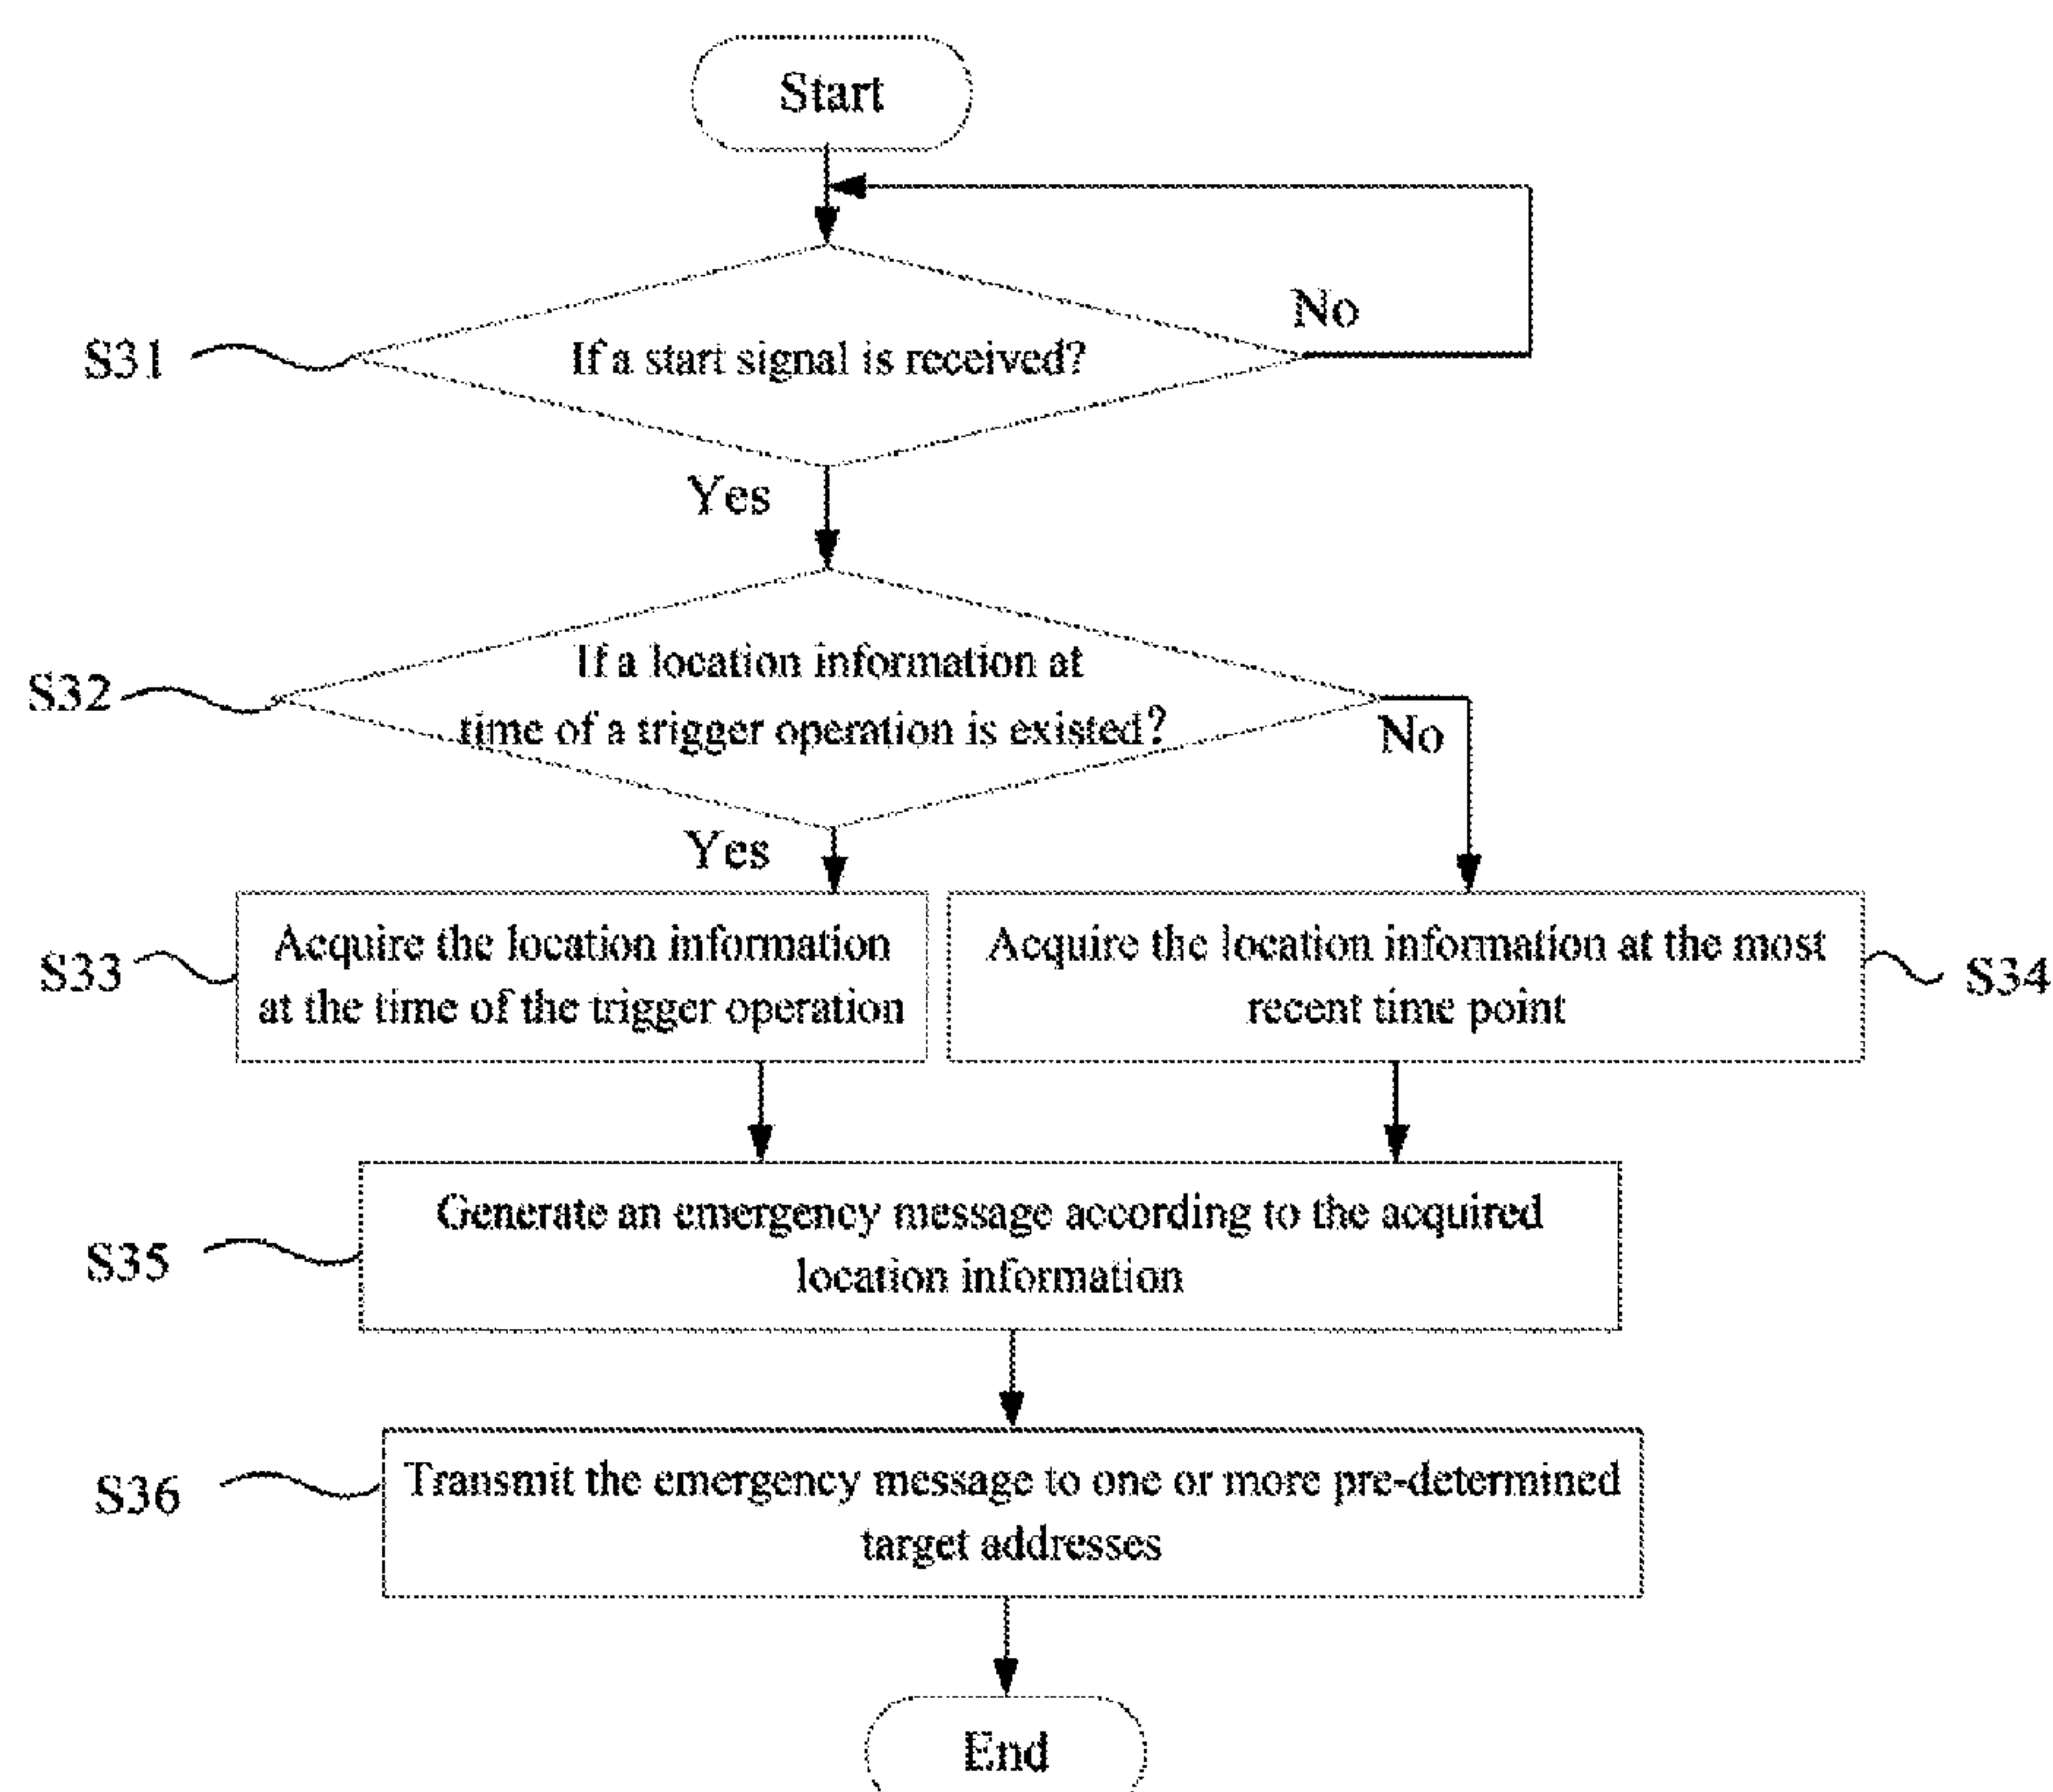 Start
No
S31
If a start signal is received?
Yes
S32
If a location information at
time of a trigger operation is existed?
No
Yes
S33
Acquire the location information
at the time of the trigger operation
Acquire the location information at the most
recent time point
S34
S35
Generate an emergency message according to the acquired
location information
S36
Transmit the emergency message to one or more pre-determined
target addresses
End